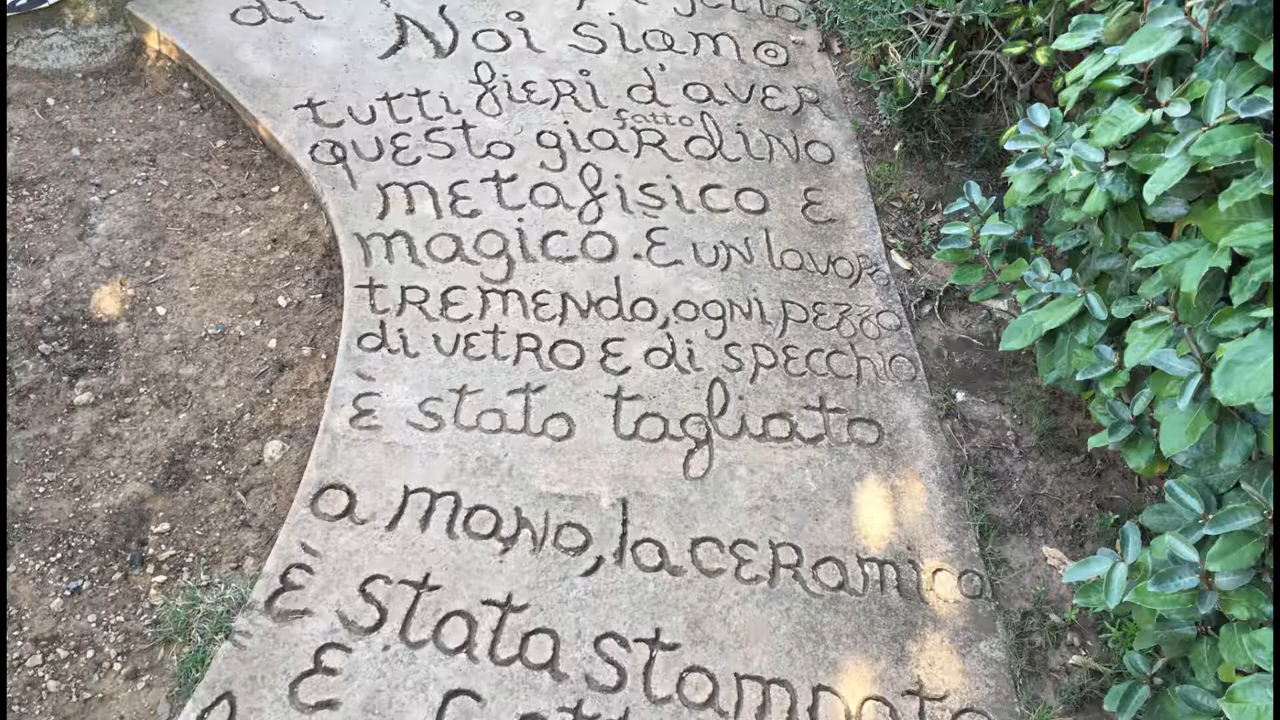 di
Noi siamo
tutti fieri d'aver
fatto
questo giardino
metafisico e
magico. E un lavoro
tremendo, ogni pezzo
di vetro e di specchio
è stato tagliato
a mano, la ceramica
è stata stampata
E